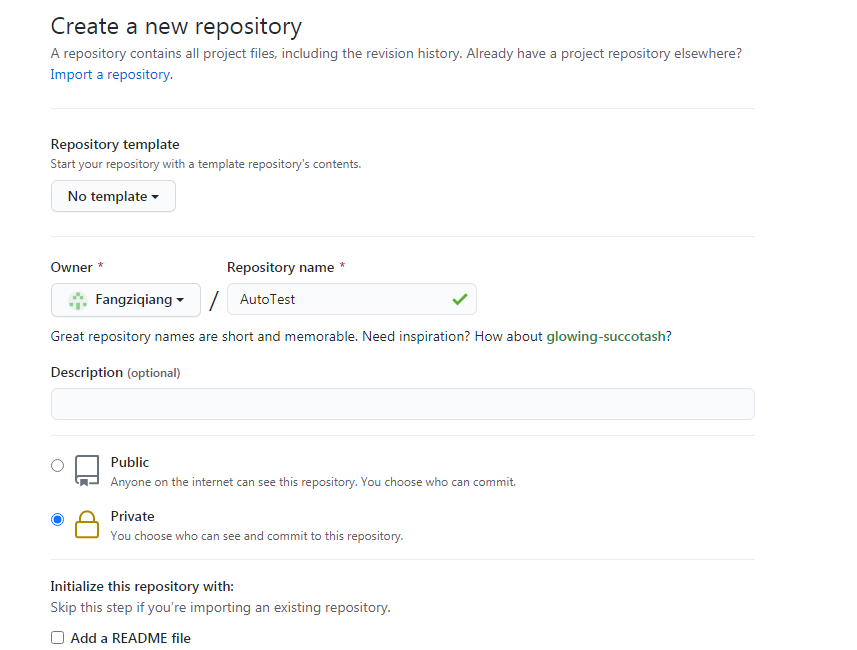 Create a new repository
A repository contains all project files, including the revision history. Already have a project repository elsewhere?
Import a repository.
Repository template
Start your repository with a template repository's contents.
No template
Owner *
Repository name *
Fangziqiang
/
AutoTest
Great repository names are short and memorable. Need inspiration? How about glowing-succotash?
Description (optional)
Public
Anyone on the internet can see this repository. You choose who can commit.
Private
You choose who can see and commit to this repository.
Initialize this repository with:
Skip this step if you're importing an existing repository.
Add a README file